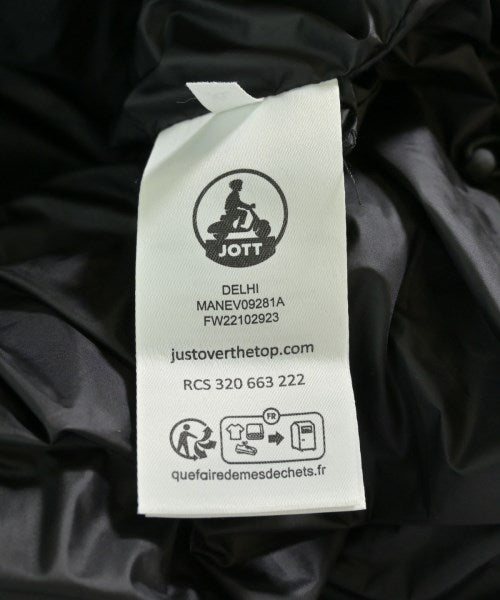 JOTT
DELHI
MANEV09281A
FW22102923
justoverthetop.com
RCS 320 663 222
FR
quefairedemesdechets.fr